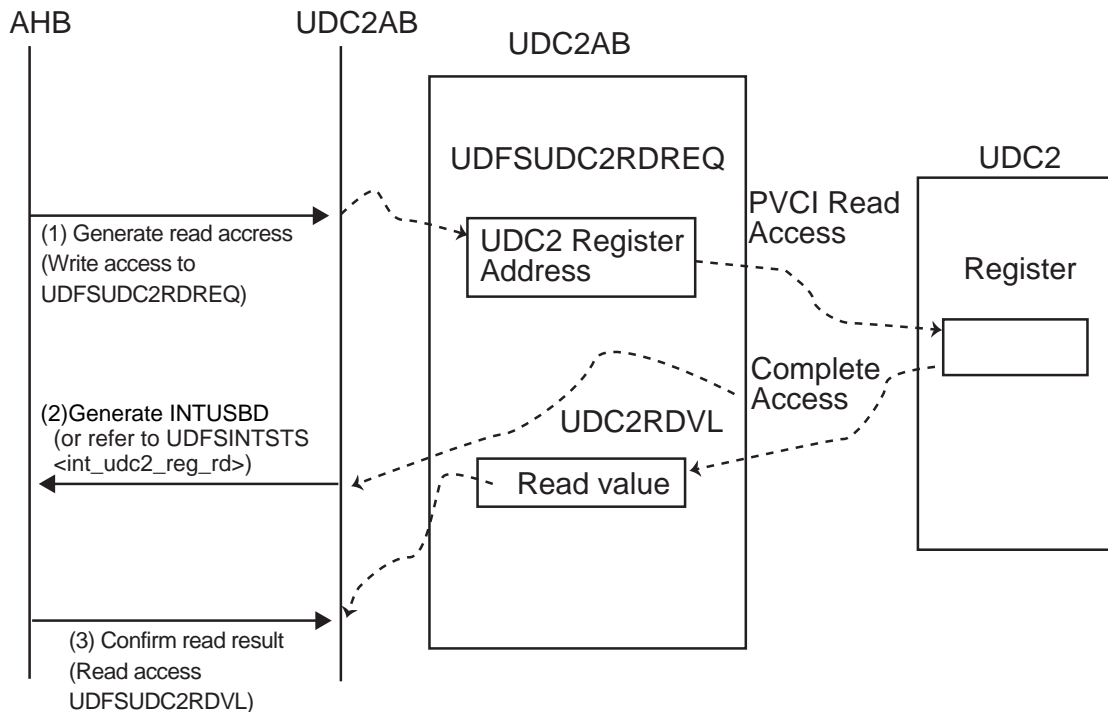 AHB
UDC2AB
UDC2AB
UDFSUDC2RDREQ
UDC2
(1) Generate read accress
(Write access to
UDFSUDC2RDREQ)
UDC2 Register
Address
PVCI Read
Access
Register
Complete
Access
(2)Generate INTUSBD
(or refer to UDFSINTSTS
<int_udc2_reg_rd>)
UDC2RDVL
Read value
(3) Confirm read result
(Read access
UDFSUDC2RDVL)